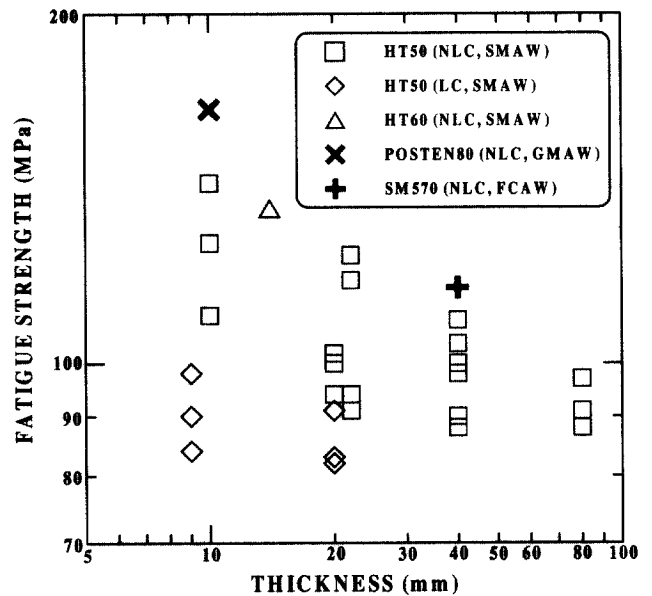 200
HT50 (NLC, SMAW)
HT50 (LC, SMAW)
HT60 (NLC, SMAW)
POSTEN80 (NLC, GMAW)
SM570 (NLC, FCAW)
FATIGUE STRENGTH (MPa)
100
90
80
70
5 10 20 30 40 50 60 80 100
THICKNESS (mm)